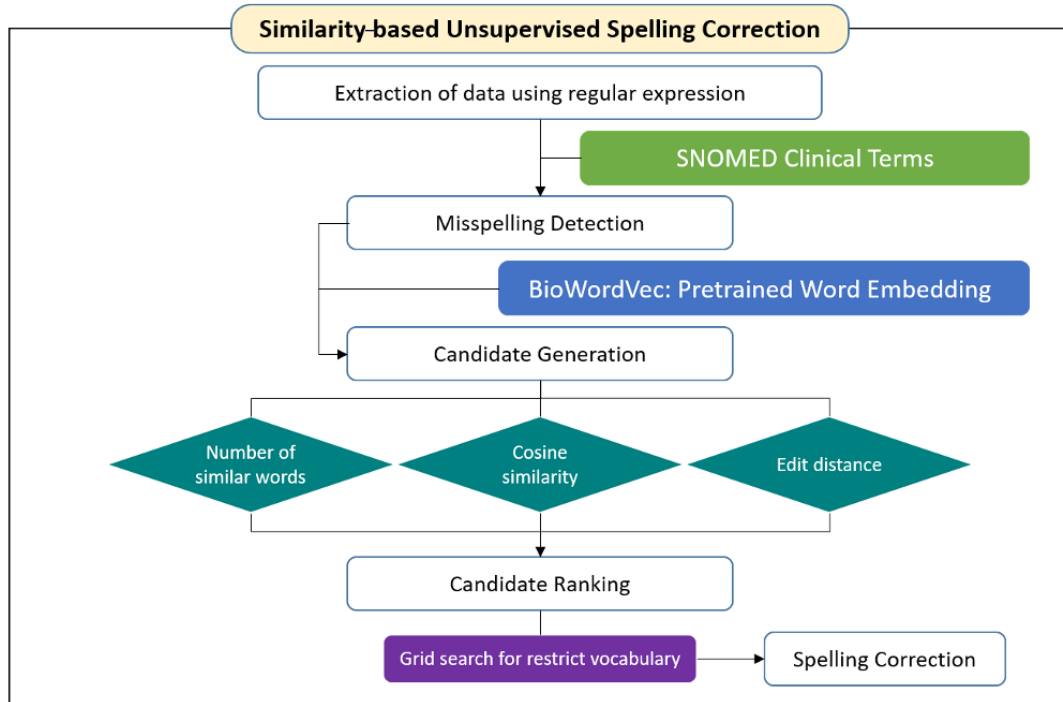 Similarity-based Unsupervised Spelling Correction
Extraction of data using regular expression
SNOMED Clinical Terms
Misspelling Detection
BioWordVec: Pretrained Word Embedding
Candidate Generation
Number of
similar words
Cosine
similarity
Edit distance
Candidate Ranking
Grid search for restrict vocabulary
Spelling Correction